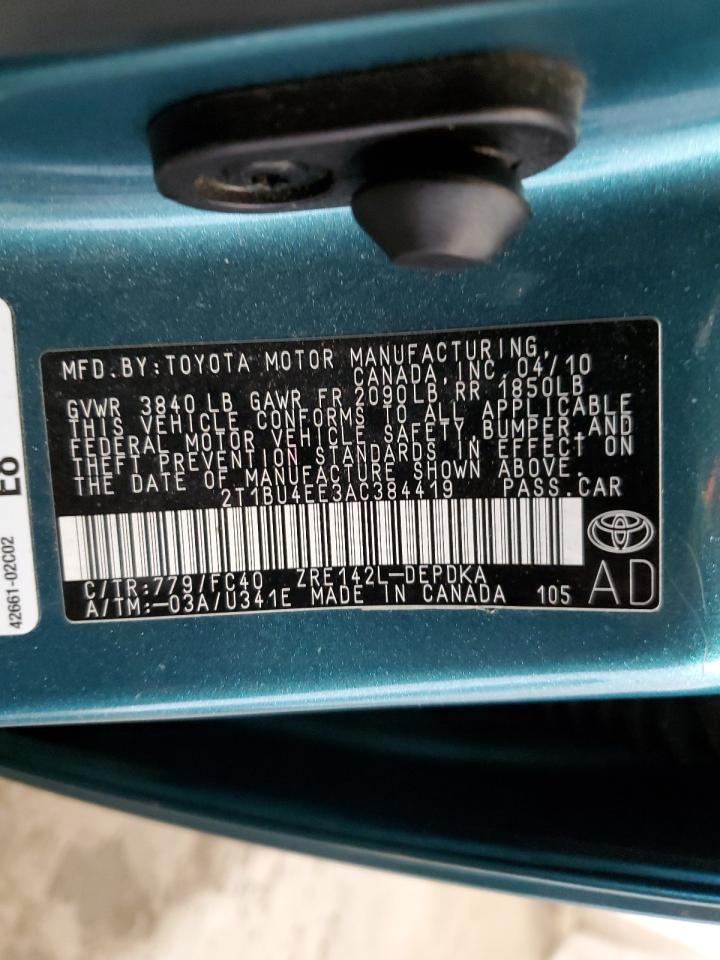 MFD.BY:TOYOTA MOTOR MANUFACTURING,
CANADA,INC. 04/10
GVWR 3840 LB GAWR FR 2090LB RR 1850LB
THIS VEHICLE CONFORMS TO ALL APPLICABLE
FEDERAL MOTOR VEHICLE SAFETY,BUMPER AND
THEFT PREVENTION STANDARDS IN EFFECT ON
THE DATE OF MANUFACTURE SHOWN ABOVE.
2T1BU4EE3AC384419 PASS.CAR
C/TR:779/FC40 ZRE142L-DEPDKA
A/TM:-03A/U341E MADE IN CANADA 105
AD
42661-02C02